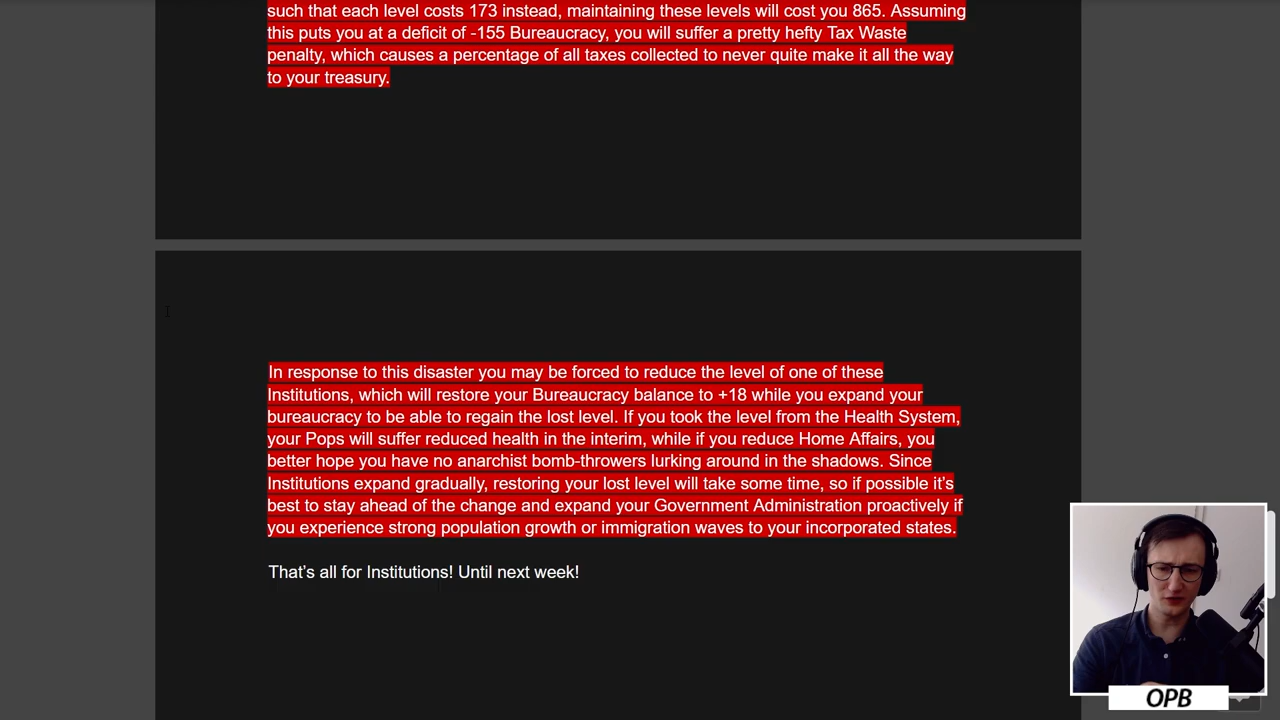 such that each level costs 173 instead, maintaining these levels will cost you 865. Assuming
this puts you at a deficit of -155 Bureaucracy, you will suffer a pretty hefty Tax Waste
penalty, which causes a percentage of all taxes collected to never quite make it all the way
to your treasury.
In response to this disaster you may be forced to reduce the level of one of these
Institutions, which will restore your Bureaucracy balance to +18 while you expand your
bureaucracy to be able to regain the lost level. If you took the level from the Health System,
your Pops will suffer reduced health in the interim, while if you reduce Home Affairs, you
better hope you have no anarchist bomb-throwers lurking around in the shadows. Since
Institutions expand gradually, restoring your lost level will take some time, so if possible it's
best to stay ahead of the change and expand your Government Administration proactively if
you experience strong population growth or immigration waves to your incorporated states.
That's all for Institutions! Until next week!
OPB